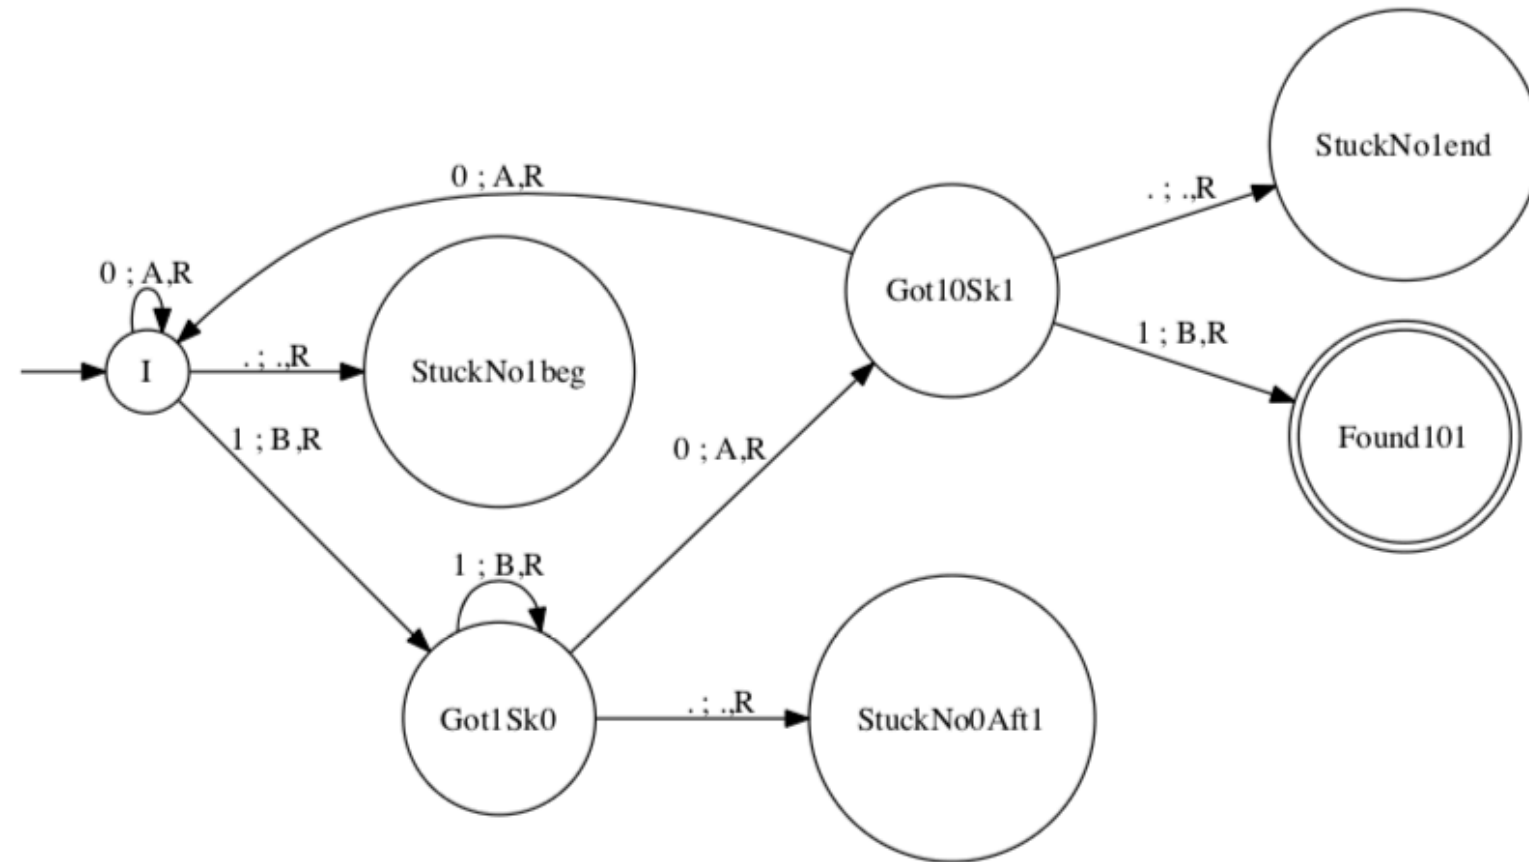 StuckNo1end
0 ; A,R
. ; .,R
0 ; A,R
Got10Sk1
1 ; B,R
I
. ; .,R
StuckNo1beg
1 ; B,R
0 ; A,R
Found101
1 ; B,R
Got1Sk0
. ; .,R
StuckNo0Aft1